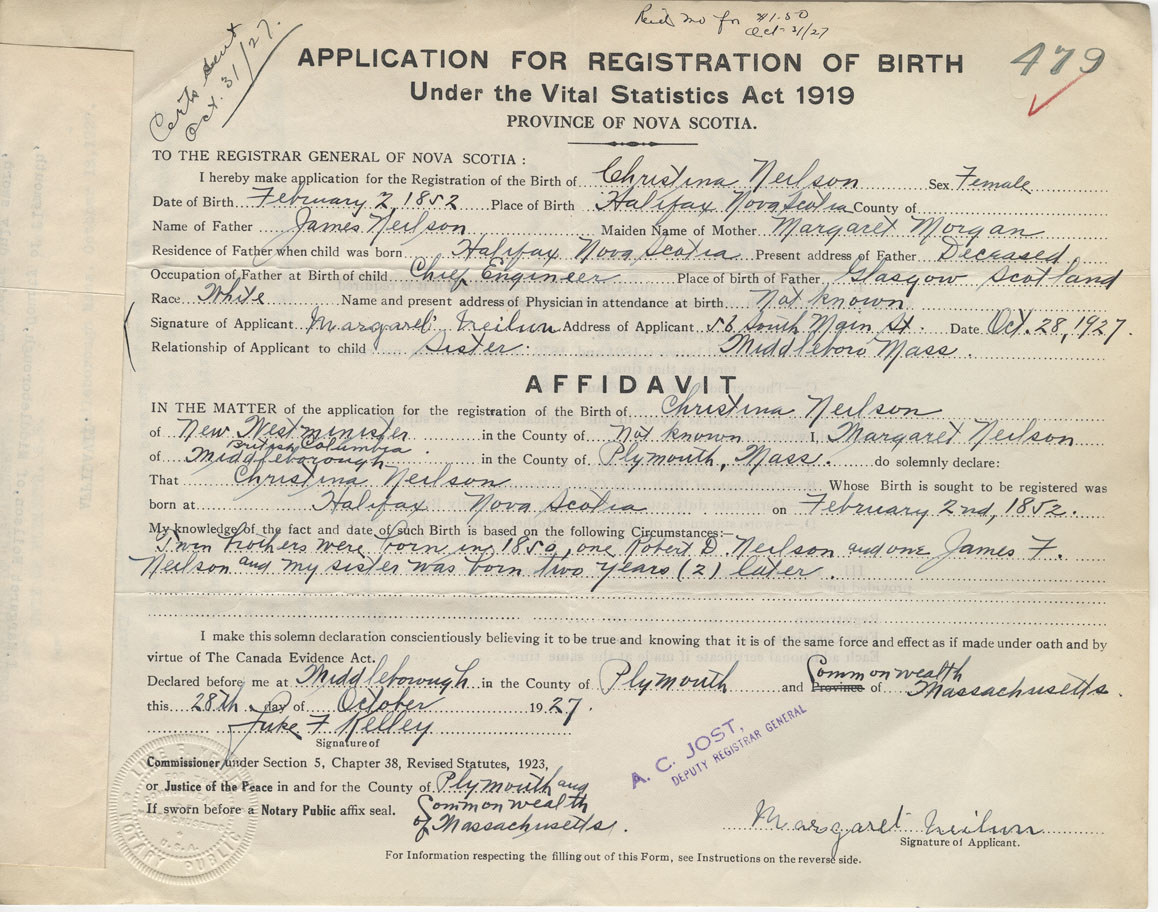 Certs sent
Oct. 31/27.
Recd Mo for $1.50
Oct 31/27
479
APPLICATION FOR REGISTRATION OF BIRTH
Under the Vital Statistics Act 1919
PROVINCE OF NOVA SCOTIA.
TO THE REGISTRAR GENERAL OF NOVA SCOTIA :
I hereby make application for the Registration of the Birth of Christina Neilson Sex Female
Date of Birth February 2, 1852 Place of Birth Halifax Nova Scotia County of
Name of Father James Neilson Maiden Name of Mother Margaret Morgan
Residence of Father when child was born Halifax Nova Scotia Present address of Father Deceased
Occupation of Father at Birth of child Chief Engineer Place of birth of Father Glasgow Scotland
Race White Name and present address of Physician in attendance at birth Not known
Signature of Applicant Margaret Neilson Address of Applicant 56 South Main St. Date Oct. 28, 1927.
Relationship of Applicant to child Sister. Middleboro Mass.
AFFIDAVIT
IN THE MATTER of the application for the registration of the Birth of Christina Neilson
of New Westminister in the County of Not known I, Margaret Neilson
British Columbia
of Middleborough in the County of Plymouth, Mass. do solemnly declare:
That Christina Neilson Whose Birth is sought to be registered was
born at Halifax Nova Scotia on February 2nd, 1852.
My knowledge of the fact and date of such Birth is based on the following Circumstances:—
Twin brothers were born in 1850, one Robert D. Neilson and one James F.
Neilson and my sister was born two years (2) later.
I make this solemn declaration conscientiously believing it to be true and knowing that it is of the same force and effect as if made under oath and by
virtue of The Canada Evidence Act.
Commonwealth
Declared before me at Middleborough in the County of Plymouth and Province of Massachusetts.
this 28th day of October 1927.
Luke F. Kelley
Signature of
Commissioner under Section 5, Chapter 38, Revised Statutes, 1923,
or Justice of the Peace in and for the County of Plymouth and
If sworn before a Notary Public affix seal. Commonwealth
of Massachusetts.
A. C. JOST,
DEPUTY REGISTRAR GENERAL
NOTARY PUBLIC
Margaret Neilson
Signature of Applicant.
For Information respecting the filling out of this Form, see Instructions on the reverse side.